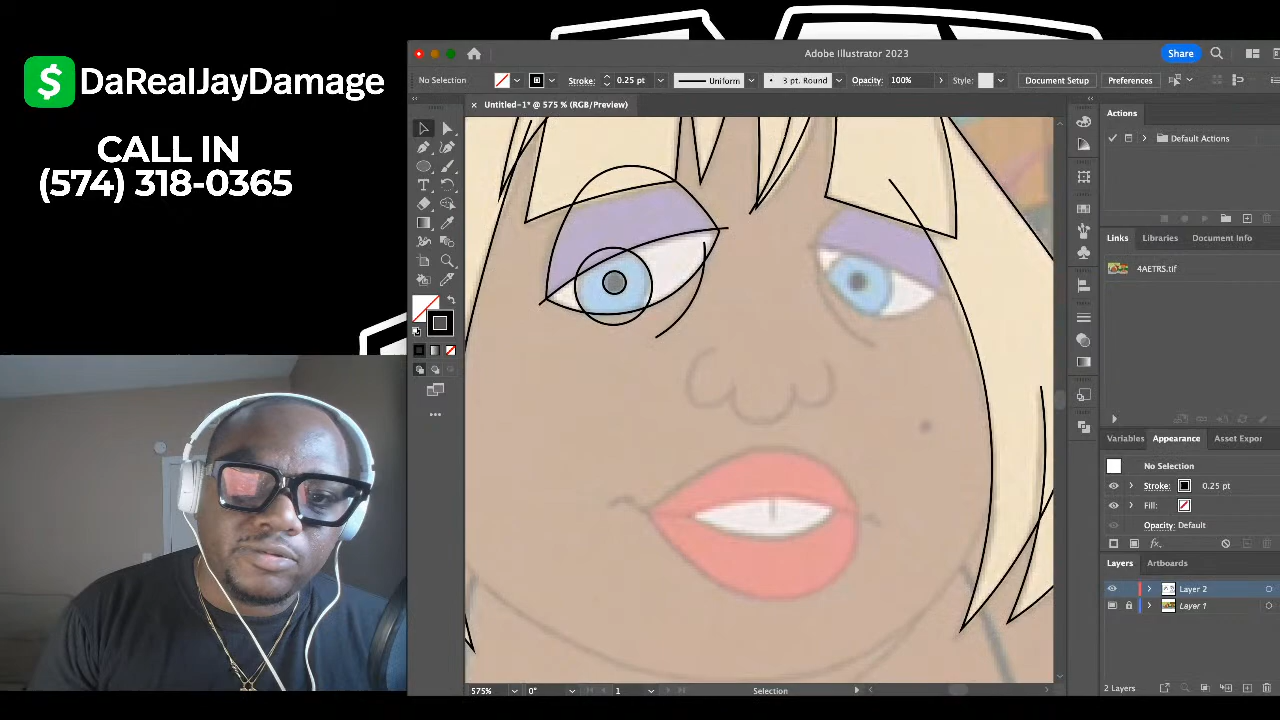 $ DaRealJayDamage
CALL IN
(574) 318-0365
Adobe Illustrator 2023
Share
No Selection
Stroke:
0.25 pt
Uniform
3 pt. Round
Opacity:
100%
Style:
Document Setup
Preferences
× Untitled-1* @ 575 % (RGB/Preview)
Actions
Default Actions
Links
Libraries
Document Info
4AETRS.tif
Variables
Appearance
Asset Expor
No Selection
Stroke:
0.25 pt
Fill:
Opacity: Default
fx
Layers
Artboards
Layer 2
Layer 1
2 Layers
575%
0°
1
Selection